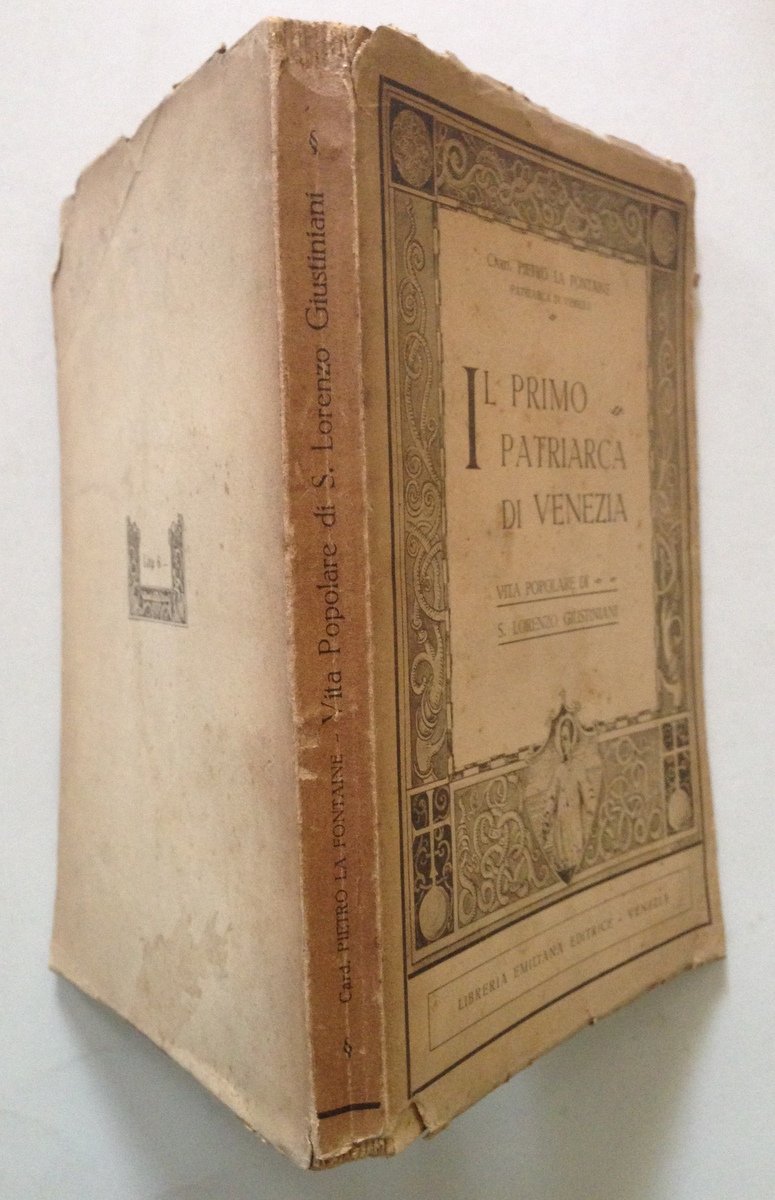 § Card. PIETRO LA FONTAINE - Vita Popolare di S. Lorenzo Giustiniani §
CARD. PIETRO LA FONTAINE
PATRIARCA DI VENEZIA
IL PRIMO
PATRIARCA
DI VENEZIA
VITA POPOLARE DI
S. LORENZO GIUSTINIANI
LIBRERIA EMILIANA EDITRICE - VENEZIA